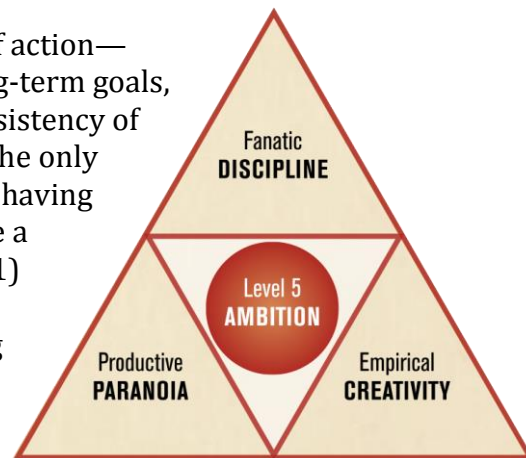 f action—
g-term goals,
sistency of
he only
having
e a
1)
g
Fanatic
DISCIPLINE
Level 5
AMBITION
Productive
PARANOIA
Empirical
CREATIVITY